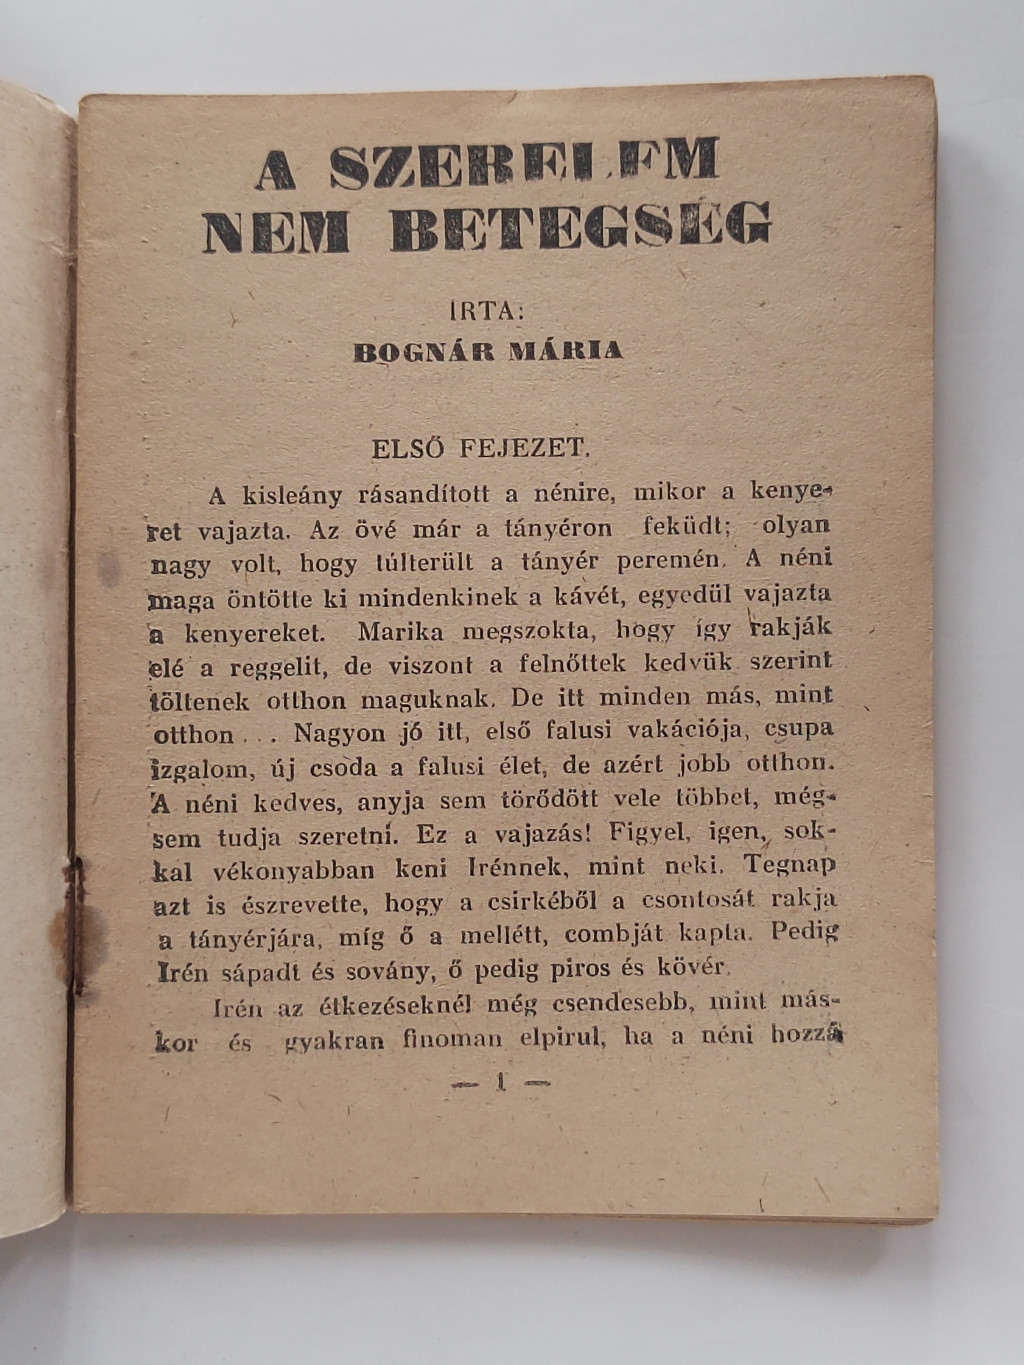 A SZERELEM
NEM BETEGSÉG
IRTA:
BOGNÁR MÁRIA
ELSŐ FEJEZET.
A kisleány rásandított a nénire, mikor a kenye-
ret vajazta. Az övé már a tányéron feküdt; olyan
nagy volt, hogy túlterült a tányér peremén. A néni
maga öntötte ki mindenkinek a kávét, egyedül vajazta
a kenyereket. Marika megszokta, hogy így rakják
elé a reggelit, de viszont a felnőttek kedvük szerint
töltenek otthon maguknak. De itt minden más, mint
otthon . . . Nagyon jó itt, első falusi vakációja, csupa
izgalom, új csoda a falusi élet, de azért jobb otthon.
A néni kedves, anyja sem törődött vele többet, még-
sem tudja szeretni. Ez a vajazás! Figyel, igen, sok-
kal vékonyabban keni Irénnek, mint neki. Tegnap
azt is észrevette, hogy a csirkéből a csontosát rakja
a tányérjára, míg ő a mellétt, combját kapta. Pedig
Irén sápadt és sovány, ő pedig piros és kövér.
Irén az étkezéseknél még csendesebb, mint más-
kor és gyakran finoman elpirul, ha a néni hozzá
— 1 —